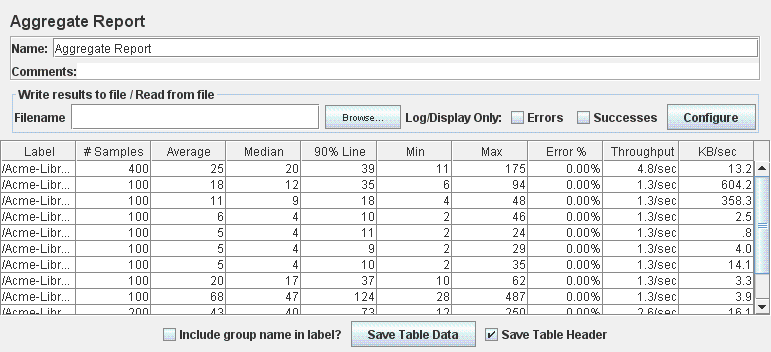 Aggregate Report
Name: Aggregate Report
Comments:
Write results to file / Read from file
Filename Browse... Log/Display Only: Errors Successes Configure
Label # Samples Average Median 90% Line Min Max Error % Throughput KB/sec
/Acme-Libr... 400 25 20 39 11 175 0.00% 4.8/sec 13.2
/Acme-Libr... 100 18 12 35 6 94 0.00% 1.3/sec 604.2
/Acme-Libr... 100 11 9 18 4 48 0.00% 1.3/sec 358.3
/Acme-Libr... 100 6 4 10 2 46 0.00% 1.3/sec 2.5
/Acme-Libr... 100 5 4 11 2 24 0.00% 1.3/sec .8
/Acme-Libr... 100 5 4 9 2 29 0.00% 1.3/sec 4.0
/Acme-Libr... 100 5 4 10 2 35 0.00% 1.3/sec 14.1
/Acme-Libr... 100 20 17 37 10 62 0.00% 1.3/sec 3.3
/Acme-Libr... 100 68 47 124 28 487 0.00% 1.3/sec 3.9
/Acme-Libr... 200 43 40 73 12 250 0.00% 2.6/sec 16.1
Include group name in label? Save Table Data Save Table Header